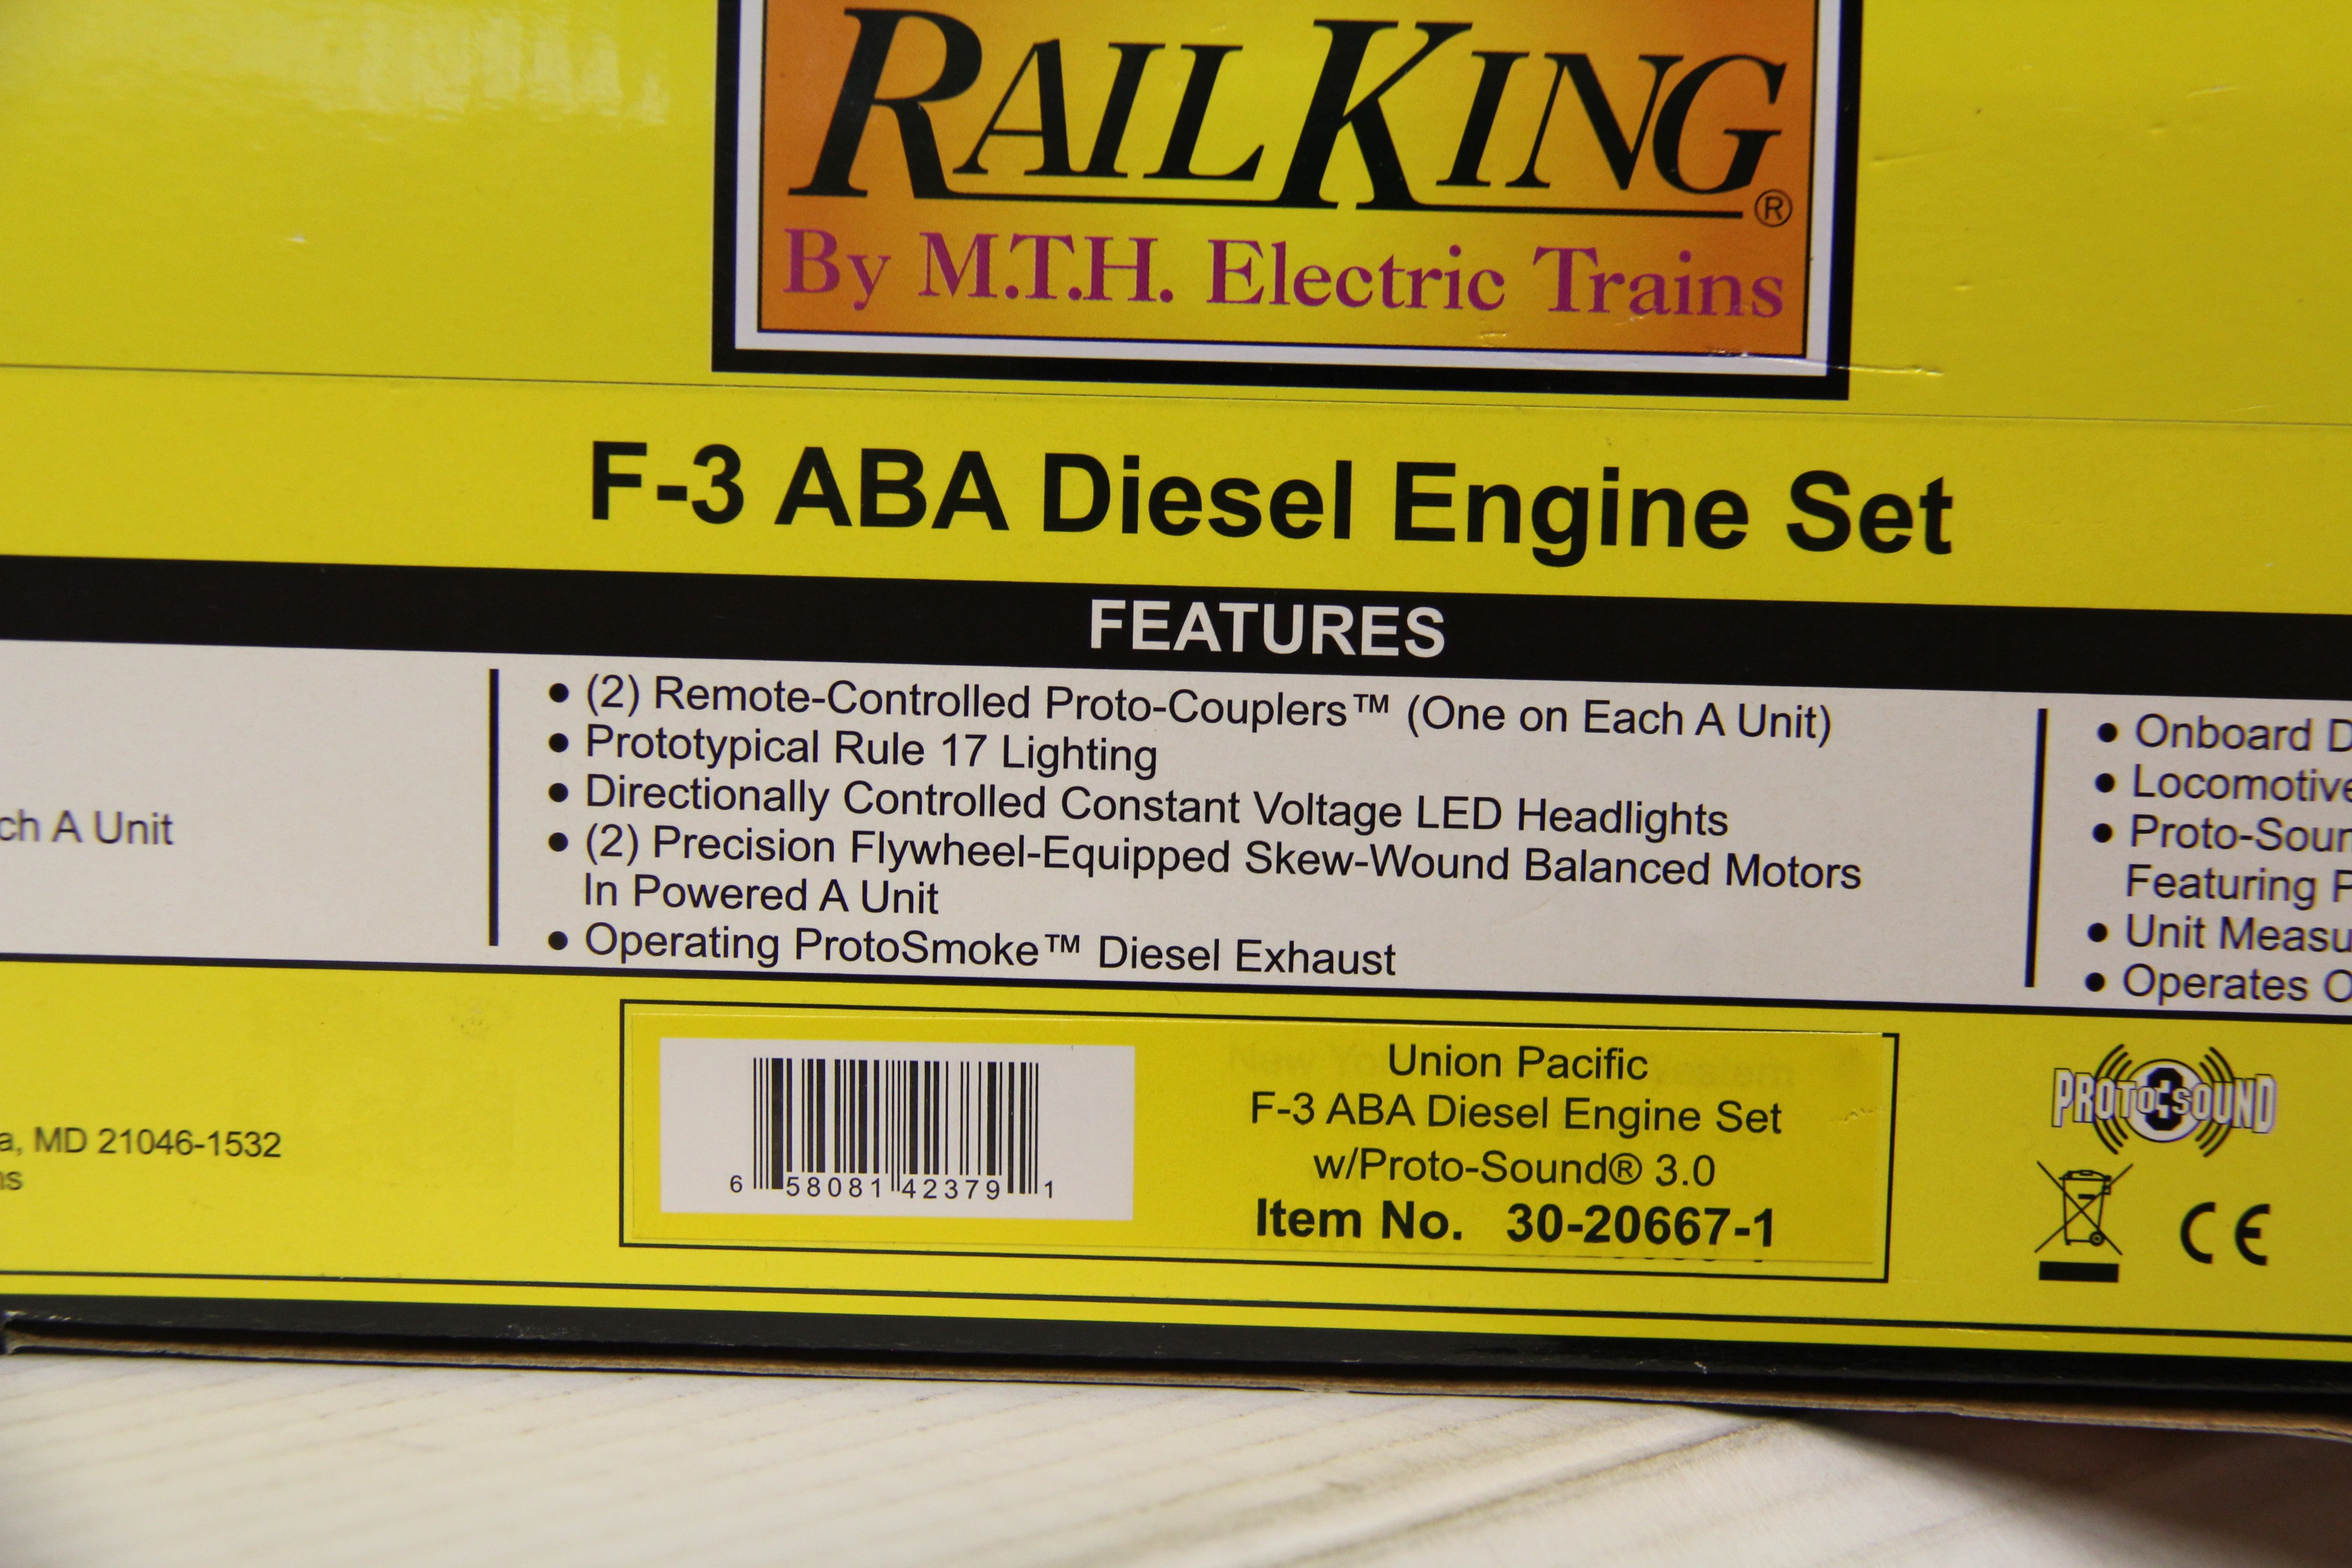 RAILKING®
By M.T.H. Electric Trains
F-3 ABA Diesel Engine Set
FEATURES
ch A Unit
• (2) Remote-Controlled Proto-Couplers™ (One on Each A Unit)
• Prototypical Rule 17 Lighting
• Directionally Controlled Constant Voltage LED Headlights
• (2) Precision Flywheel-Equipped Skew-Wound Balanced Motors
In Powered A Unit
• Operating ProtoSmoke™ Diesel Exhaust
• Onboard D
• Locomotive
• Proto-Soun
Featuring P
• Unit Measu
• Operates O
a, MD 21046-1532
ns
6 58081 42379 1
Union Pacific
F-3 ABA Diesel Engine Set
w/Proto-Sound® 3.0
Item No. 30-20667-1
PROTO 3 SOUND
CE